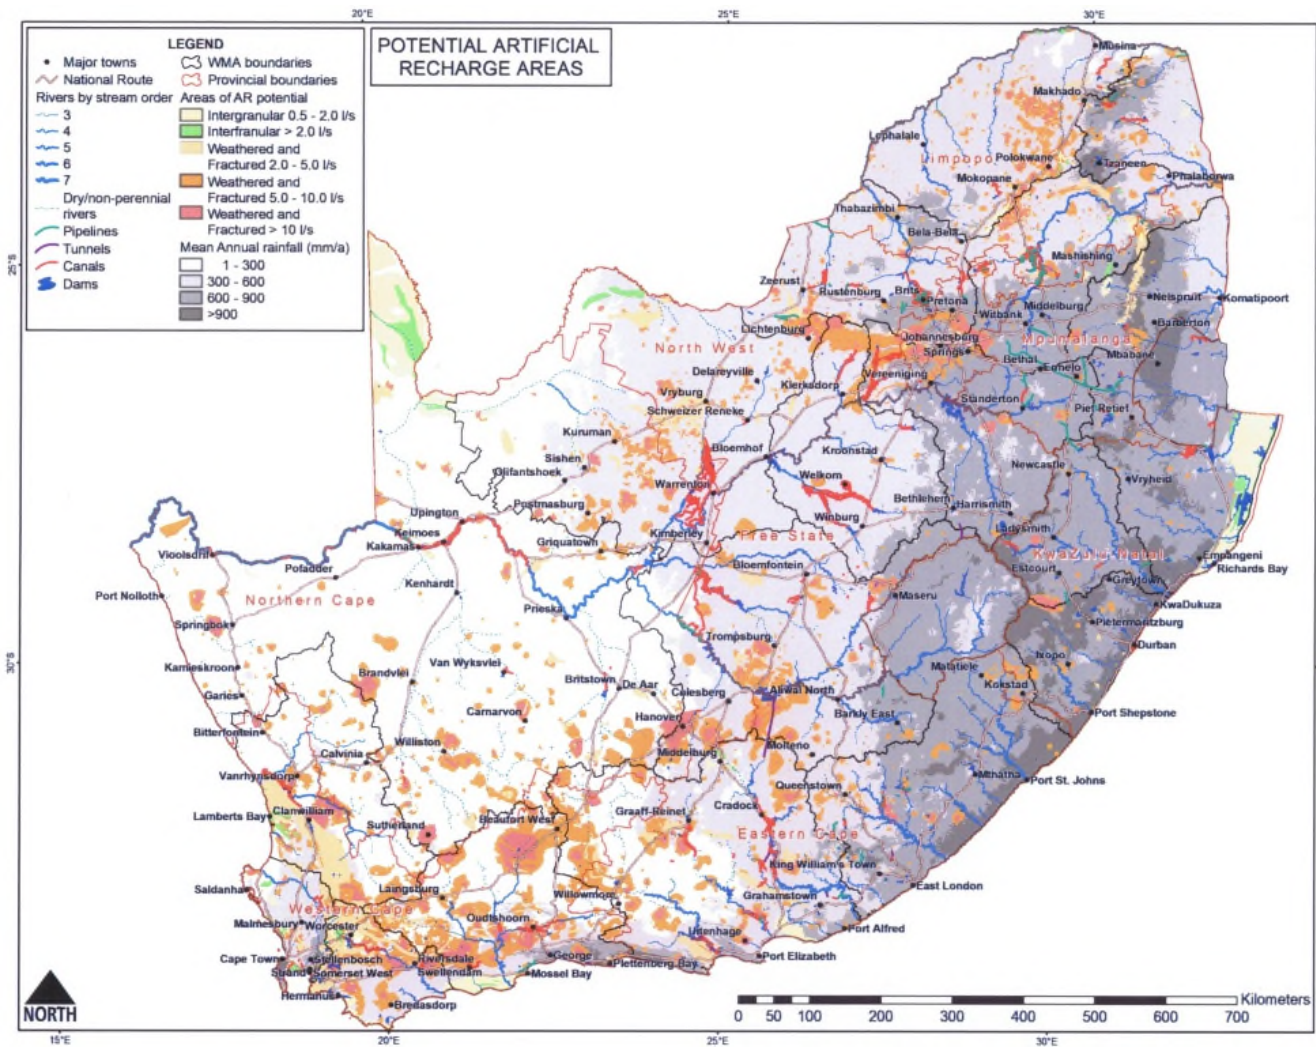 20°E
25°E
30°E
LEGEND
Major towns
National Route
Rivers by stream order
3
4
5
6
7
Dry/non-perennial
rivers
Pipelines
Tunnels
Canals
Dams
WMA boundaries
Provincial boundaries
Areas of AR potential
Intergranular 0.5 - 2.0 l/s
Interfranular > 2.0 l/s
Weathered and
Fractured 2.0 - 5.0 l/s
Weathered and
Fractured 5.0 - 10.0 l/s
Weathered and
Fractured > 10 l/s
Mean Annual rainfall (mm/a)
1 - 300
300 - 600
600 - 900
>900
POTENTIAL ARTIFICIAL
RECHARGE AREAS
Musina
Makhado
Lephalale
Limpopo
Polokwane
Tzaneen
Mokopane
Phalaborwa
Thabazimbi
Bela-Bela
Mashishing
25°S
Zeerust
Rustenburg
Brits
Pretoria
Nelspruit
Komatipoort
Witbank
Middelburg
Barberton
Lichtenburg
Johannesburg
Mpumalanga
North West
Springs
Bethal
Ermelo
Mbabane
Delareyville
Klerksdorp
Vereeniging
Vryburg
Standerton
Piet Retief
Schweizer Reneke
Kuruman
Bloemhof
Kroonstad
Sishen
Newcastle
Olifantshoek
Warrenton
Welkom
Vryheid
Postmasburg
Bethlehem
Harrismith
Upington
Winburg
Ladysmith
Keimoes
Kakamas
Griquatown
Kimberley
Free State
KwaZulu Natal
Vioolsdrif
Pofadder
Bloemfontein
Estcourt
Empangeni
Richards Bay
Kenhardt
Greytown
Port Nolloth
Northern Cape
Maseru
KwaDukuza
Prieska
Springbok
Pietermaritzburg
Trompsburg
Durban
30°S
Kamieskroon
Van Wyksvlei
Ixopo
Matatiele
Brandvlei
Britstown
De Aar
Kokstad
Garies
Colesberg
Aliwal North
Carnarvon
Hanover
Barkly East
Port Shepstone
Bitterfontein
Williston
Calvinia
Middelburg
Molteno
Vanrhynsdorp
Mthatha
Port St. Johns
Queenstown
Lamberts Bay
Clanwilliam
Graaff-Reinet
Cradock
Sutherland
Beaufort West
Eastern Cape
King William's Town
Saldanha
Laingsburg
Willowmore
Grahamstown
East London
Western Cape
Malmesbury
Worcester
Oudtshoorn
Uitenhage
Port Alfred
Cape Town
Stellenbosch
Riversdale
George
Port Elizabeth
Strand
Somerset West
Swellendam
Mossel Bay
Plettenberg Bay
Hermanus
Bredasdorp
NORTH
Kilometers
0 50 100 200 300 400 500 600 700
15°E
20°E
25°E
30°E